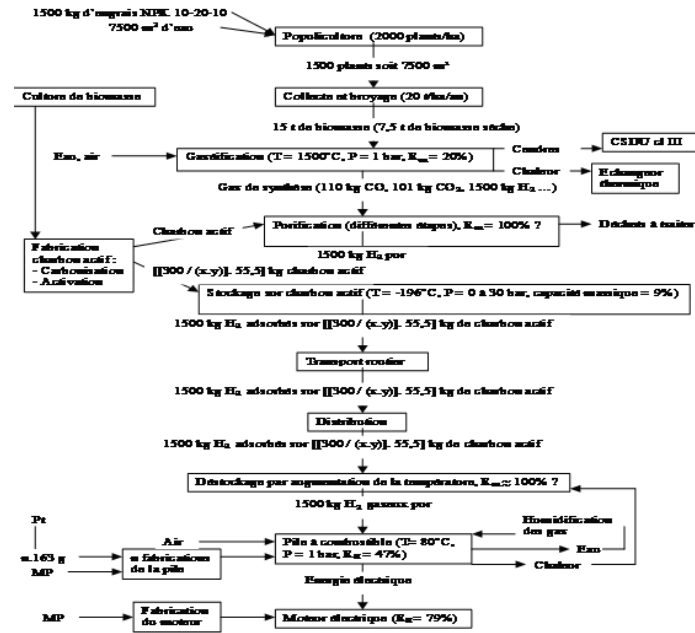 1500 kg d'engrais NPK 10-20-10
7500 m³ d'eau
Populiculture (2000 plants/ha)
1500 plants soit 7500 m²
Culture de biomasse
Collecte et broyage (20 t/ha/an)
15 t de biomasse (7,5 t de biomasse sèche)
Eau, air
Gazéification (T= 1500°C, P= 1 bar, Rm= 20%)
Cendres
CSDU cl III
Chaleur
Echangeur
thermique
Gaz de synthèse (110 kg CO, 101 kg CO2, 1500 kg H2 ...)
Charbon actif
Purification (différentes étapes), Rm= 100% ?
Déchets à traiter
1500 kg H2 pur
Fabrication
charbon actif :
- Carbonisation
- Activation
[[300 / (x.y)]. 55,5] kg charbon actif
Stockage sur charbon actif (T= -196°C, P= 0 à 30 bar, capacité massique = 9%)
1500 kg H2 adsorbés sur [[300 / (x.y)]. 55,5] kg de charbon actif
Transport routier
1500 kg H2 adsorbés sur [[300 / (x.y)]. 55,5] kg de charbon actif
Distribution
1500 kg H2 adsorbés sur [[300 / (x.y)]. 55,5] kg de charbon actif
Déstockage par augmentation de la température, Rm ≈ 100% ?
1500 kg H2 gazeux pur
Pt
Air
n.163 g
MP
n fabrications
de la pile
Pile à combustible (T= 80°C,
P= 1 bar, RE= 47%)
Humidification
des gaz
Eau
Chaleur
Energie électrique
MP
Fabrication
du moteur
Moteur électrique (RE= 79%)